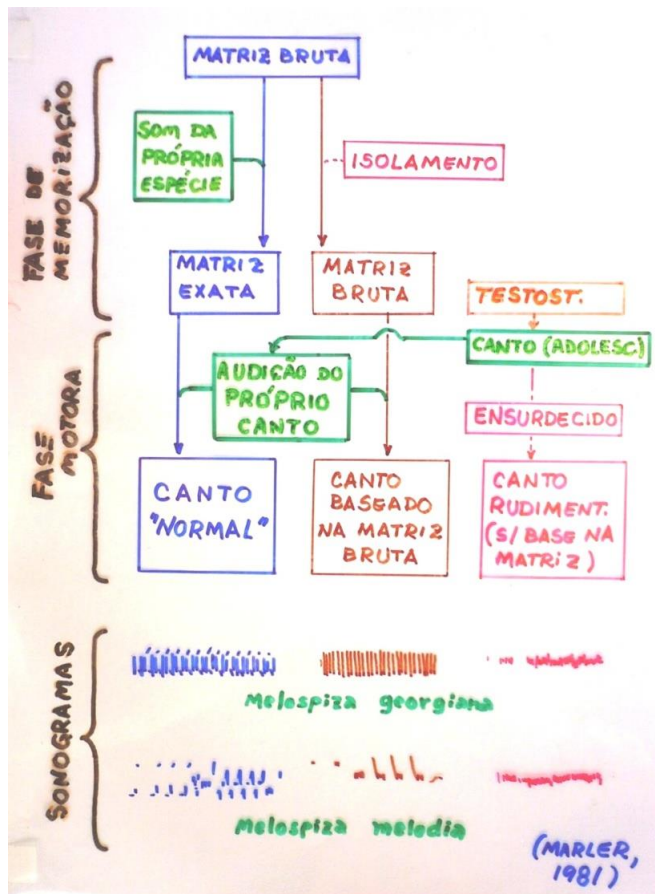 FASE DE
MEMORIZAÇÃO
MATRIZ BRUTA
SOM DA
PRÓPRIA
ESPÉCIE
ISOLAMENTO
MATRIZ
EXATA
MATRIZ
BRUTA
TESTOST.
FASE
MOTORA
CANTO (ADOLESC)
AUDIÇÃO DO
PRÓPRIO
CANTO
ENSURDECIDO
CANTO
"NORMAL"
CANTO
BASEADO
NA MATRIZ
BRUTA
CANTO
RUDIMENT.
(S/ BASE NA
MATRIZ)
SONOGRAMAS
Melospiza georgiana
Melospiza melodia
(MARLER,
1981)